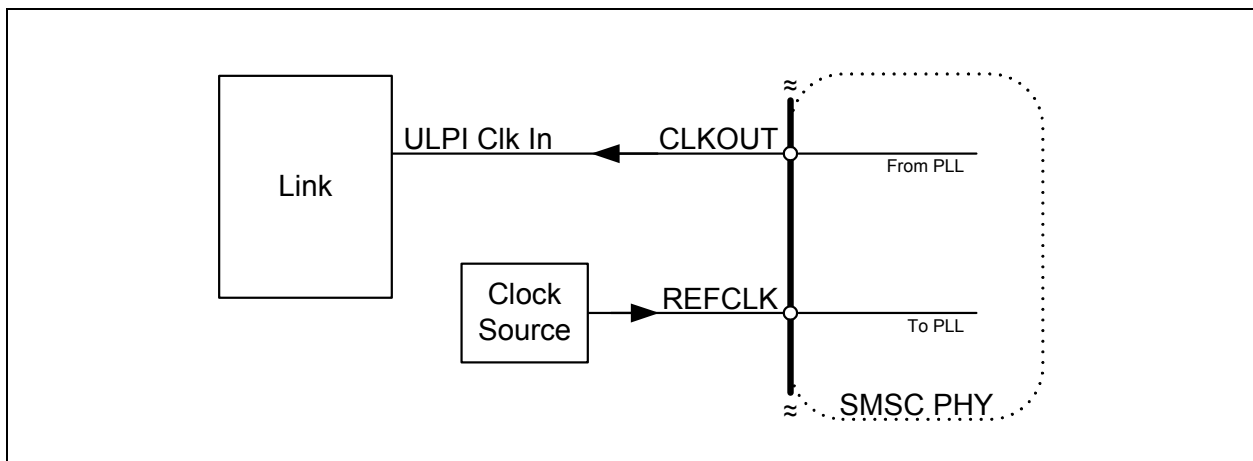 ULPI Clk In
CLKOUT
From PLL
Link
Clock
Source
REFCLK
To PLL
SMSC PHY